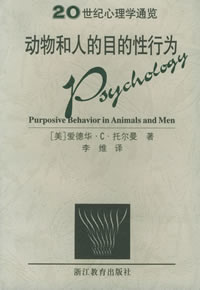 20世纪心理学通览
动物和人的目的性行为
Psychology
Purposive Behavior in Animals and Men
[美]爱德华·C·托尔曼 著
李维 译
浙江教育出版社